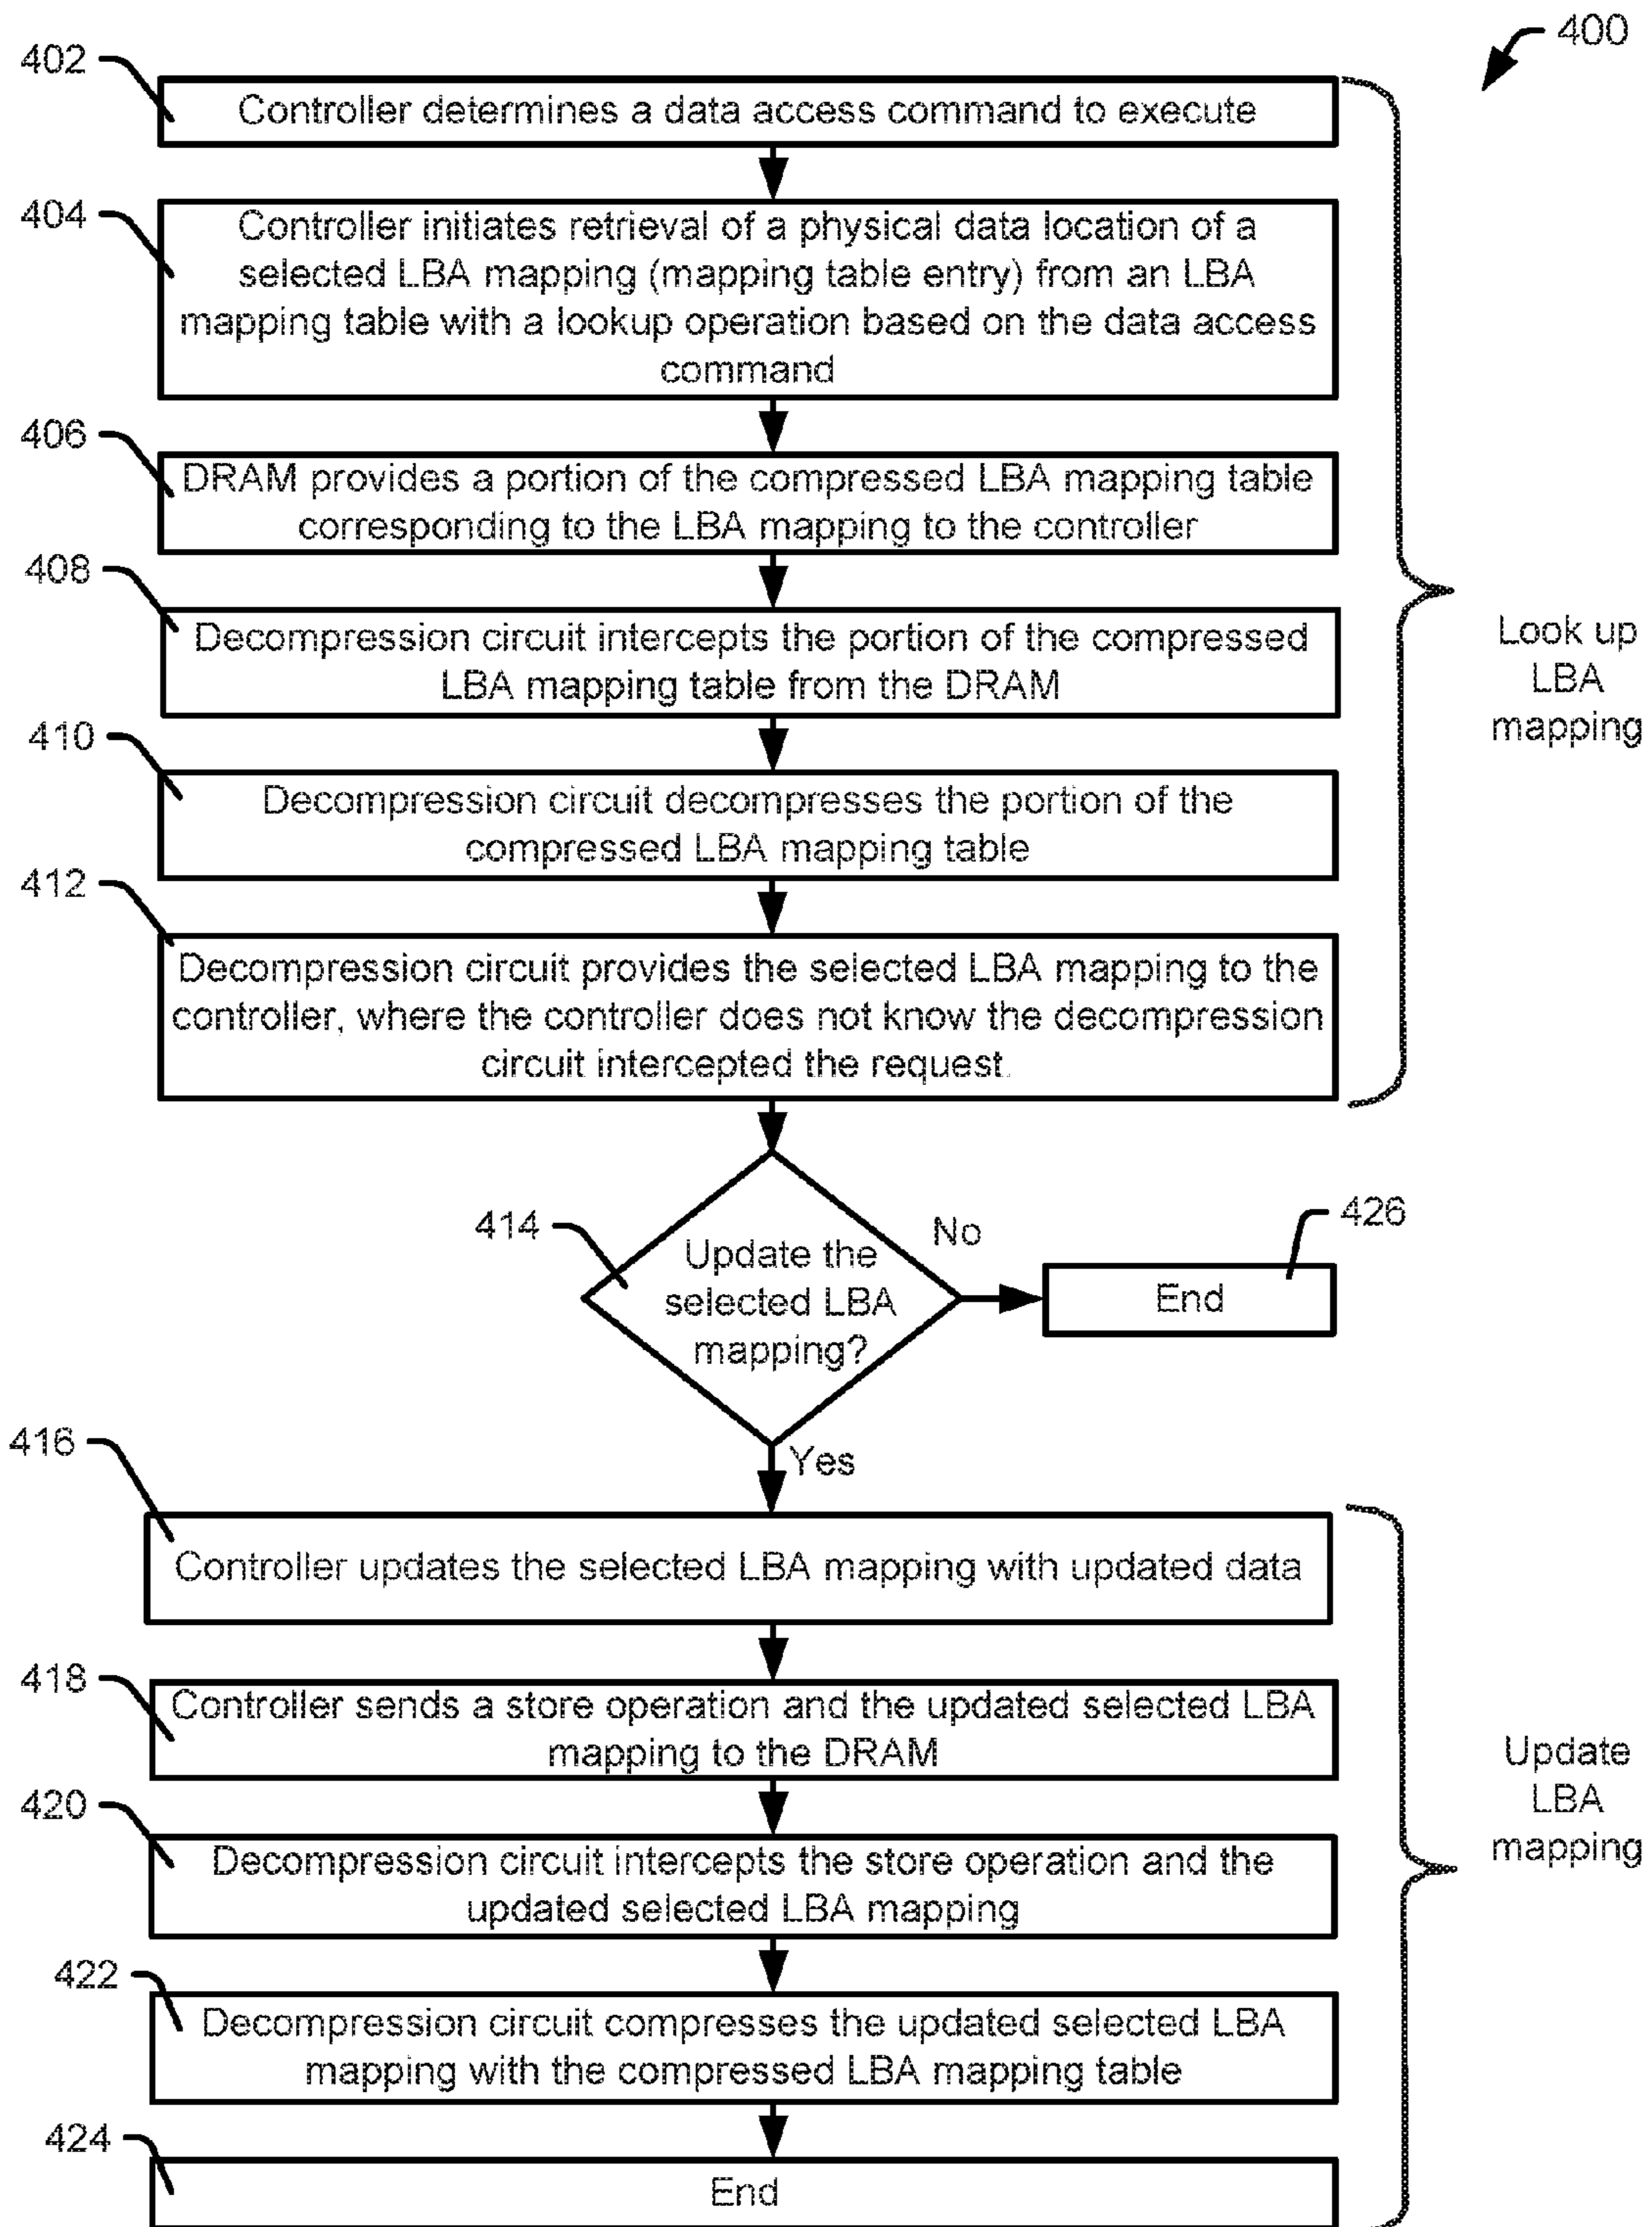 400
402
Controller determines a data access command to execute
404
Controller initiates retrieval of a physical data location of a
selected LBA mapping (mapping table entry) from an LBA
mapping table with a lookup operation based on the data access
command
406
DRAM provides a portion of the compressed LBA mapping table
corresponding to the LBA mapping to the controller
408
Decompression circuit intercepts the portion of the compressed
LBA mapping table from the DRAM
Look up
LBA
mapping
410
Decompression circuit decompresses the portion of the
compressed LBA mapping table
412
Decompression circuit provides the selected LBA mapping to the
controller, where the controller does not know the decompression
circuit intercepted the request.
414
Update the
selected LBA
mapping?
No
426
End
Yes
416
Controller updates the selected LBA mapping with updated data
418
Controller sends a store operation and the updated selected LBA
mapping to the DRAM
Update
LBA
mapping
420
Decompression circuit intercepts the store operation and the
updated selected LBA mapping
422
Decompression circuit compresses the updated selected LBA
mapping with the compressed LBA mapping table
424
End